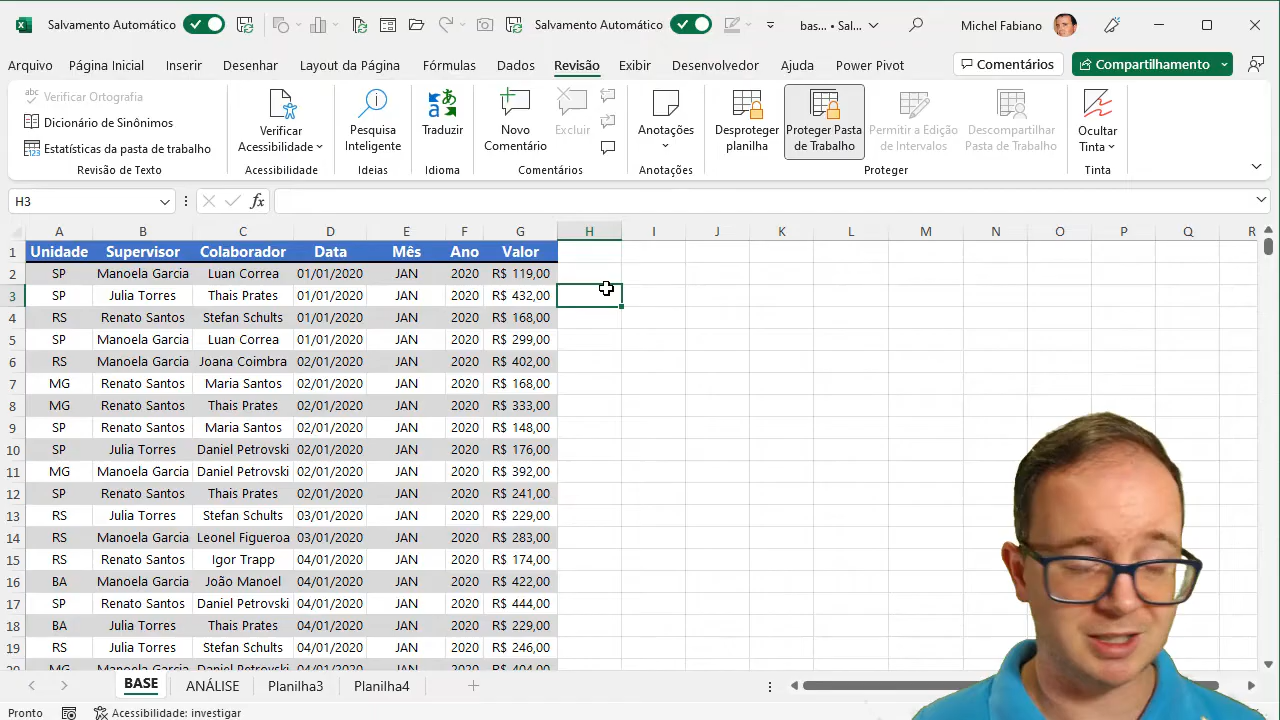 Salvamento Automático Salvamento Automático bas... • Sal... Michel Fabiano
Arquivo Página Inicial Inserir Desenhar Layout da Página Fórmulas Dados Revisão Exibir Desenvolvedor Ajuda Power Pivot Comentários Compartilhamento
abc Verificar Ortografia
Dicionário de Sinônimos
123 Estatísticas da pasta de trabalho
Revisão de Texto
Verificar
Acessibilidade
Acessibilidade
Pesquisa
Inteligente
Ideias
Traduzir
Idioma
Novo
Comentário
Excluir
Comentários
Anotações
Anotações
Desproteger
planilha
Proteger Pasta
de Trabalho
Permitir a Edição
de Intervalos
Descompartilhar
Pasta de Trabalho
Proteger
Ocultar
Tinta
Tinta
H3 fx
A B C D E F G H I J K L M N O P Q R
1 Unidade Supervisor Colaborador Data Mês Ano Valor
2 SP Manoela Garcia Luan Correa 01/01/2020 JAN 2020 R$ 119,00
3 SP Julia Torres Thais Prates 01/01/2020 JAN 2020 R$ 432,00
4 RS Renato Santos Stefan Schults 01/01/2020 JAN 2020 R$ 168,00
5 SP Manoela Garcia Luan Correa 01/01/2020 JAN 2020 R$ 299,00
6 RS Manoela Garcia Joana Coimbra 02/01/2020 JAN 2020 R$ 402,00
7 MG Renato Santos Maria Santos 02/01/2020 JAN 2020 R$ 168,00
8 MG Renato Santos Thais Prates 02/01/2020 JAN 2020 R$ 333,00
9 SP Renato Santos Maria Santos 02/01/2020 JAN 2020 R$ 148,00
10 SP Julia Torres Daniel Petrovski 02/01/2020 JAN 2020 R$ 176,00
11 MG Manoela Garcia Daniel Petrovski 02/01/2020 JAN 2020 R$ 392,00
12 SP Renato Santos Thais Prates 02/01/2020 JAN 2020 R$ 241,00
13 RS Julia Torres Stefan Schults 03/01/2020 JAN 2020 R$ 229,00
14 RS Manoela Garcia Leonel Figueroa 03/01/2020 JAN 2020 R$ 283,00
15 RS Renato Santos Igor Trapp 04/01/2020 JAN 2020 R$ 174,00
16 BA Manoela Garcia João Manoel 04/01/2020 JAN 2020 R$ 422,00
17 SP Renato Santos Daniel Petrovski 04/01/2020 JAN 2020 R$ 444,00
18 BA Julia Torres Thais Prates 04/01/2020 JAN 2020 R$ 229,00
19 RS Julia Torres Stefan Schults 04/01/2020 JAN 2020 R$ 246,00
20 MG Manoela Garcia Daniel Petrovski 04/01/2020 JAN 2020 R$ 404,00
BASE ANÁLISE Planilha3 Planilha4
Pronto Acessibilidade: investigar